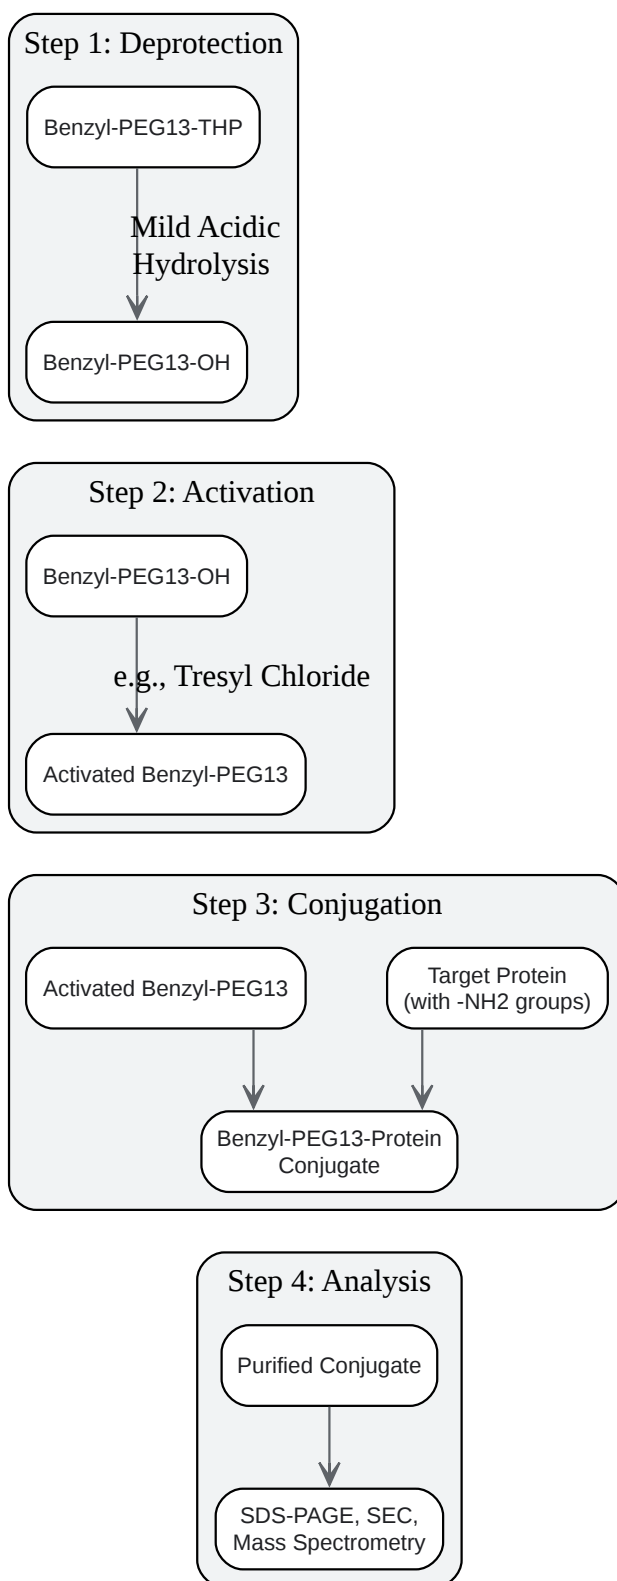 Step 1: Deprotection
Benzyl-PEG13-THP
Mild Acidic
Hydrolysis
Benzyl-PEG13-OH
Step 2: Activation
Benzyl-PEG13-OH
e.g., Tresyl Chloride
Activated Benzyl-PEG13
Step 3: Conjugation
Activated Benzyl-PEG13
Target Protein
(with -NH2 groups)
Benzyl-PEG13-Protein
Conjugate
Step 4: Analysis
Purified Conjugate
SDS-PAGE, SEC,
Mass Spectrometry